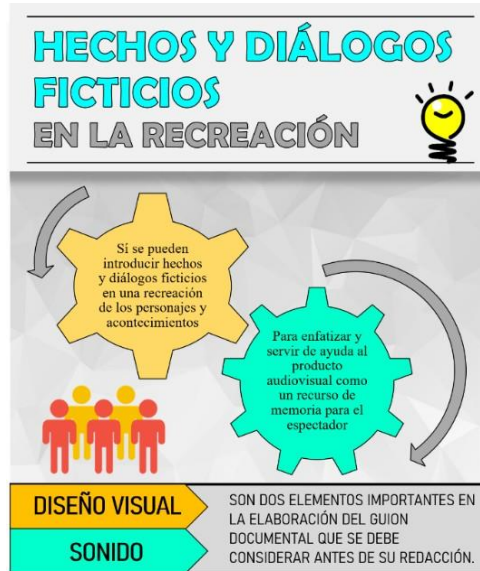 HECHOS Y DIÁLOGOS
FICTICIOS
EN LA RECREACIÓN
Sí se pueden
introducir hechos
y diálogos ficticios
en una recreación
de los personajes y
acontecimientos
Para enfatizar y
servir de ayuda al
producto
audiovisual como
un recurso de
memoria para el
espectador
DISEÑO VISUAL
SONIDO
SON DOS ELEMENTOS IMPORTANTES EN
LA ELABORACIÓN DEL GUION
DOCUMENTAL QUE SE DEBE
CONSIDERAR ANTES DE SU REDACCIÓN.